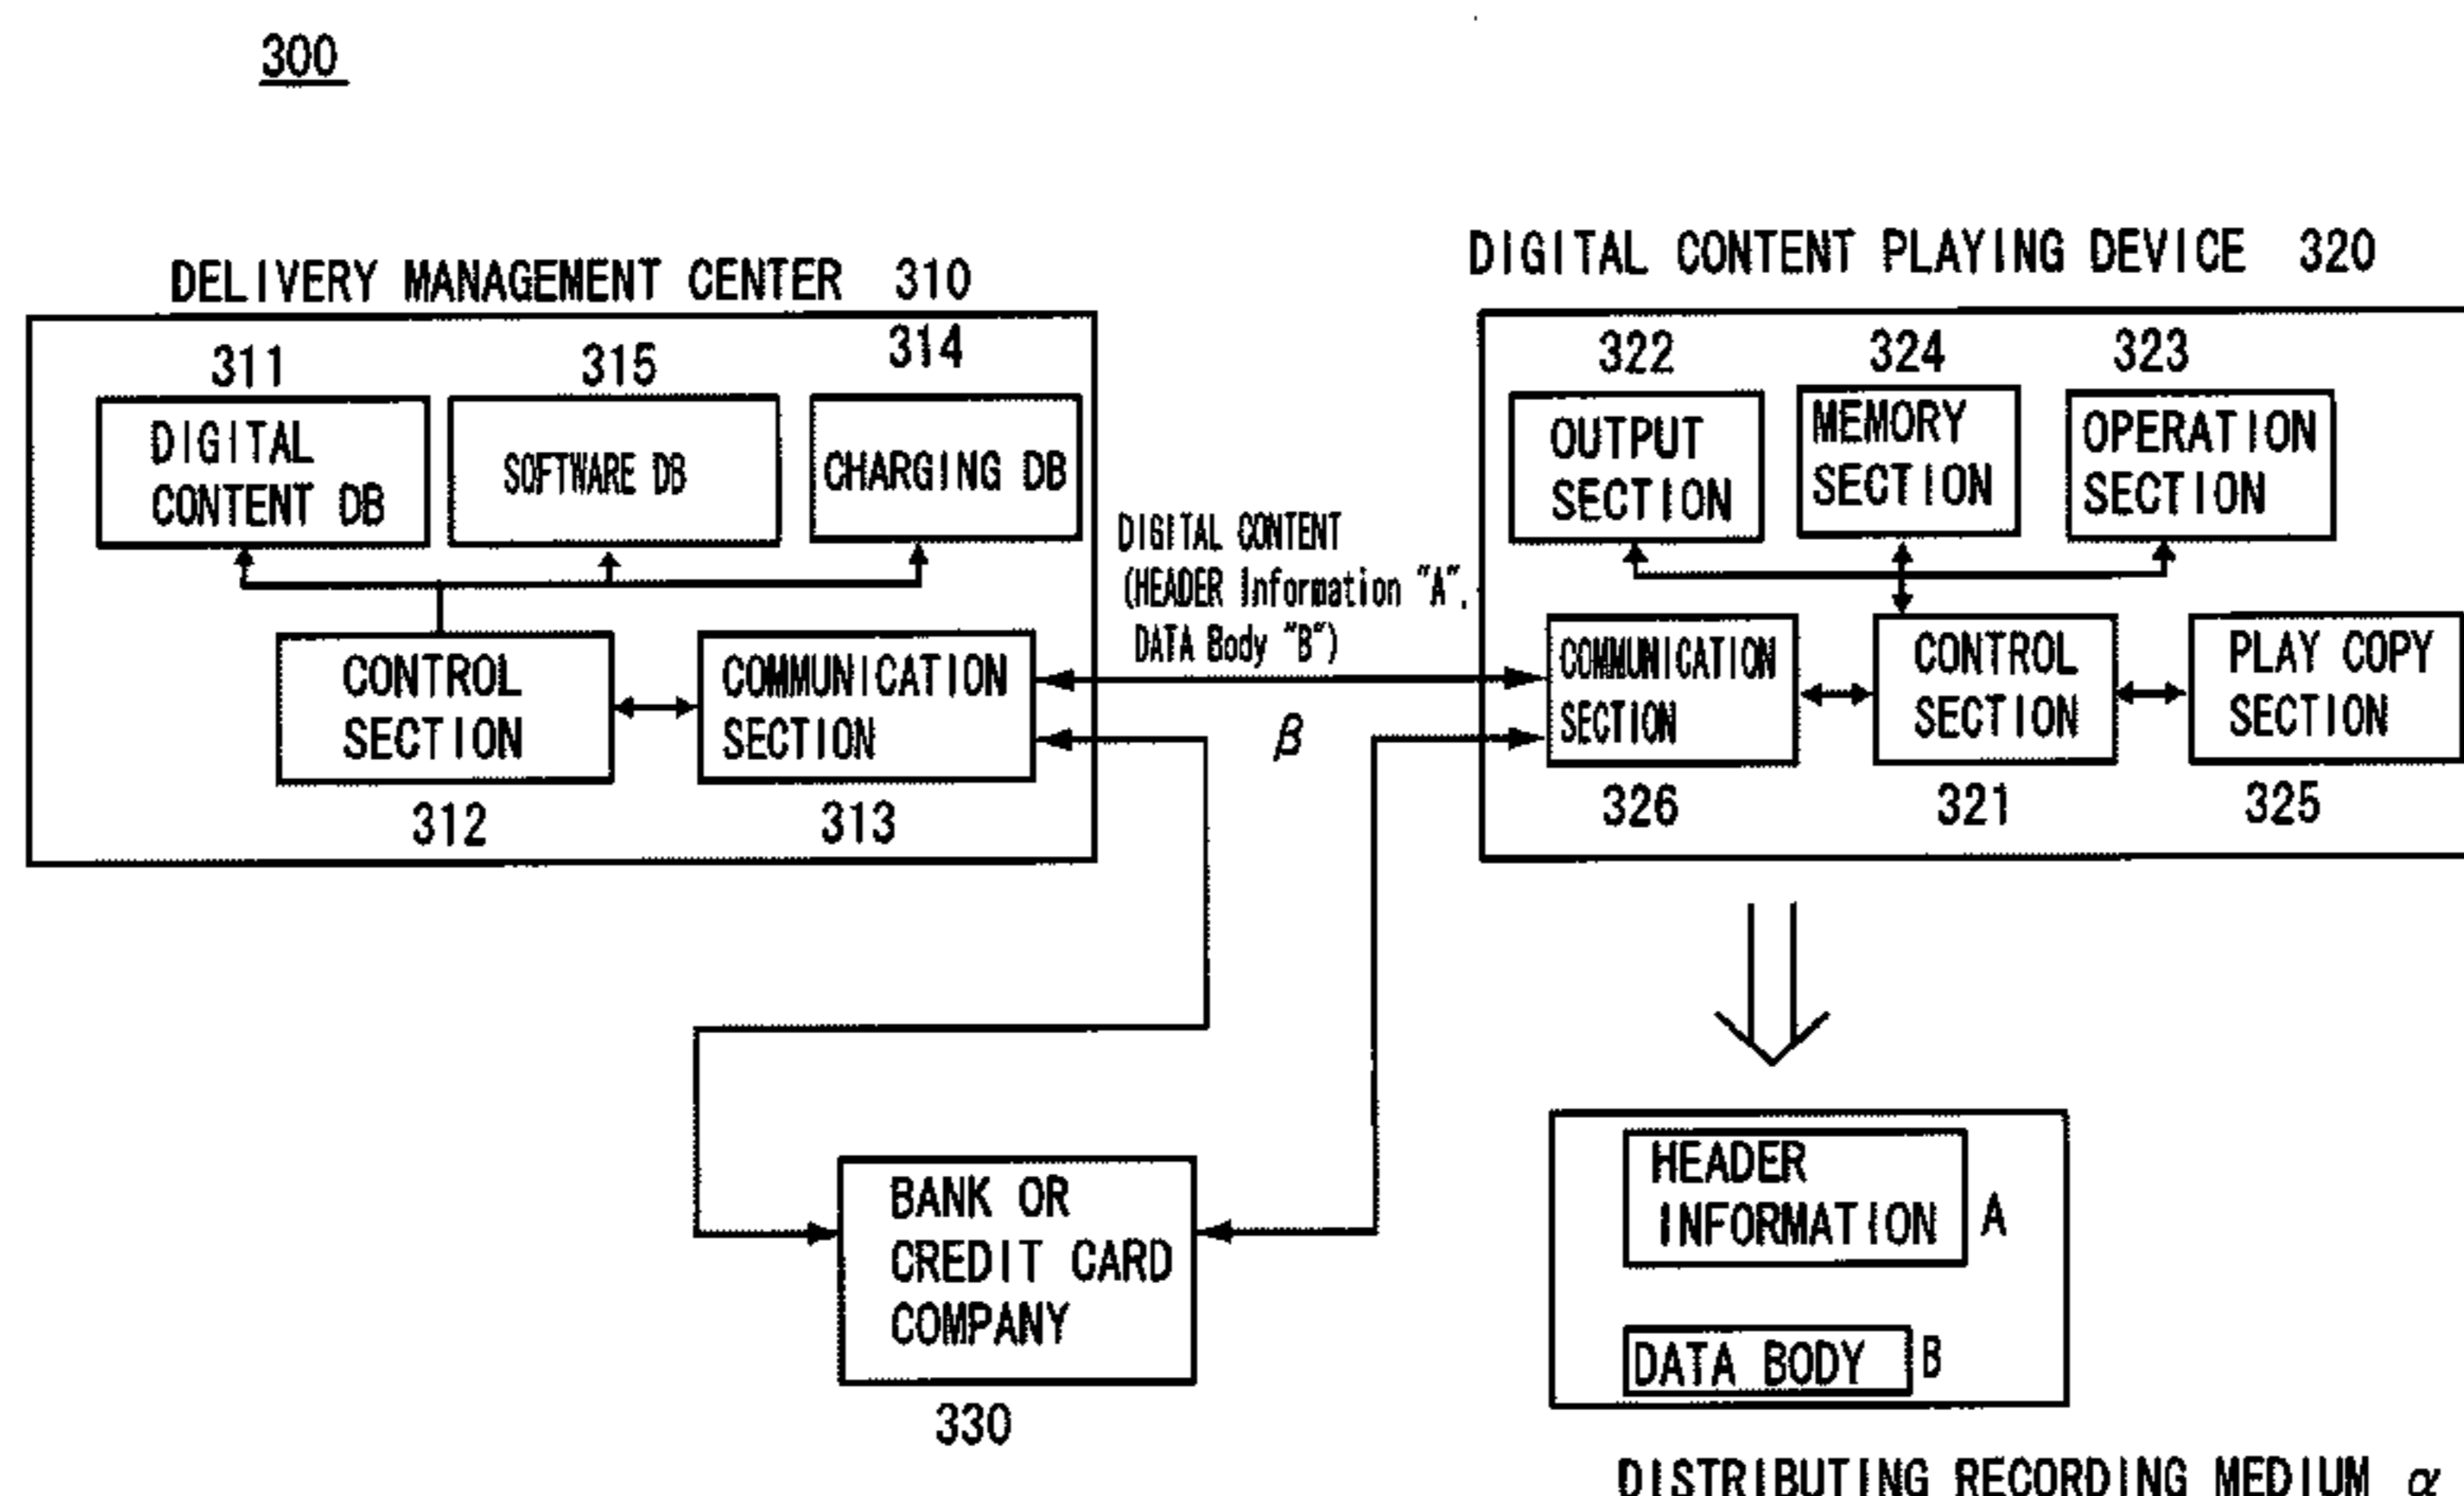 300
DELIVERY MANAGEMENT CENTER 310
311
315
314
DIGITAL
CONTENT DB
SOFTWARE DB
CHARGING DB
CONTROL
SECTION
COMMUNICATION
SECTION
312
313
DIGITAL CONTENT
(HEADER Information "A",
DATA Body "B")
β
DIGITAL CONTENT PLAYING DEVICE 320
322
324
323
OUTPUT
SECTION
MEMORY
SECTION
OPERATION
SECTION
COMMUNICATION
SECTION
CONTROL
SECTION
PLAY COPY
SECTION
326
321
325
BANK OR
CREDIT CARD
COMPANY
330
HEADER
INFORMATION A
DATA BODY B
DISTRIBUTING RECORDING MEDIUM α